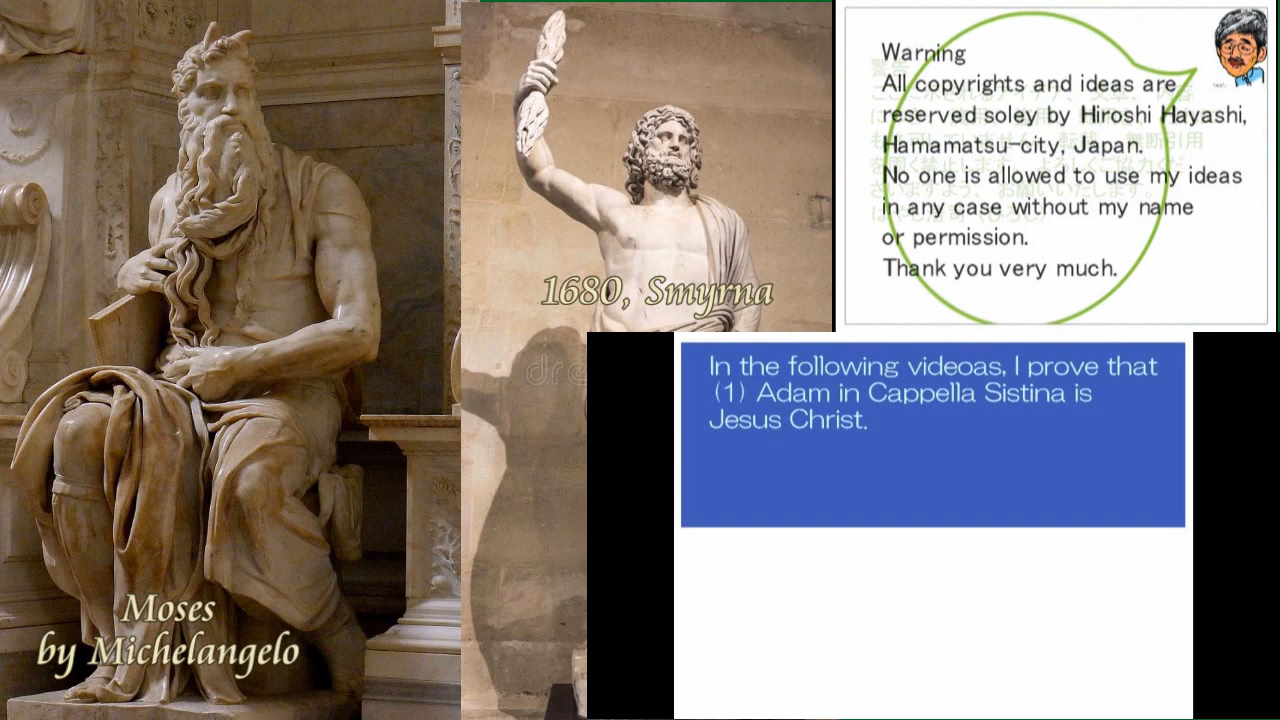 Moses
by Michelangelo
1680, Smyrna
dre
Warning
All copyrights and ideas are
reserved soley by Hiroshi Hayashi,
Hamamatsu-city, Japan.
No one is allowed to use my ideas
in any case without my name
or permission.
Thank you very much.
In the following videoas, I prove that
(1) Adam in Cappella Sistina is
Jesus Christ.